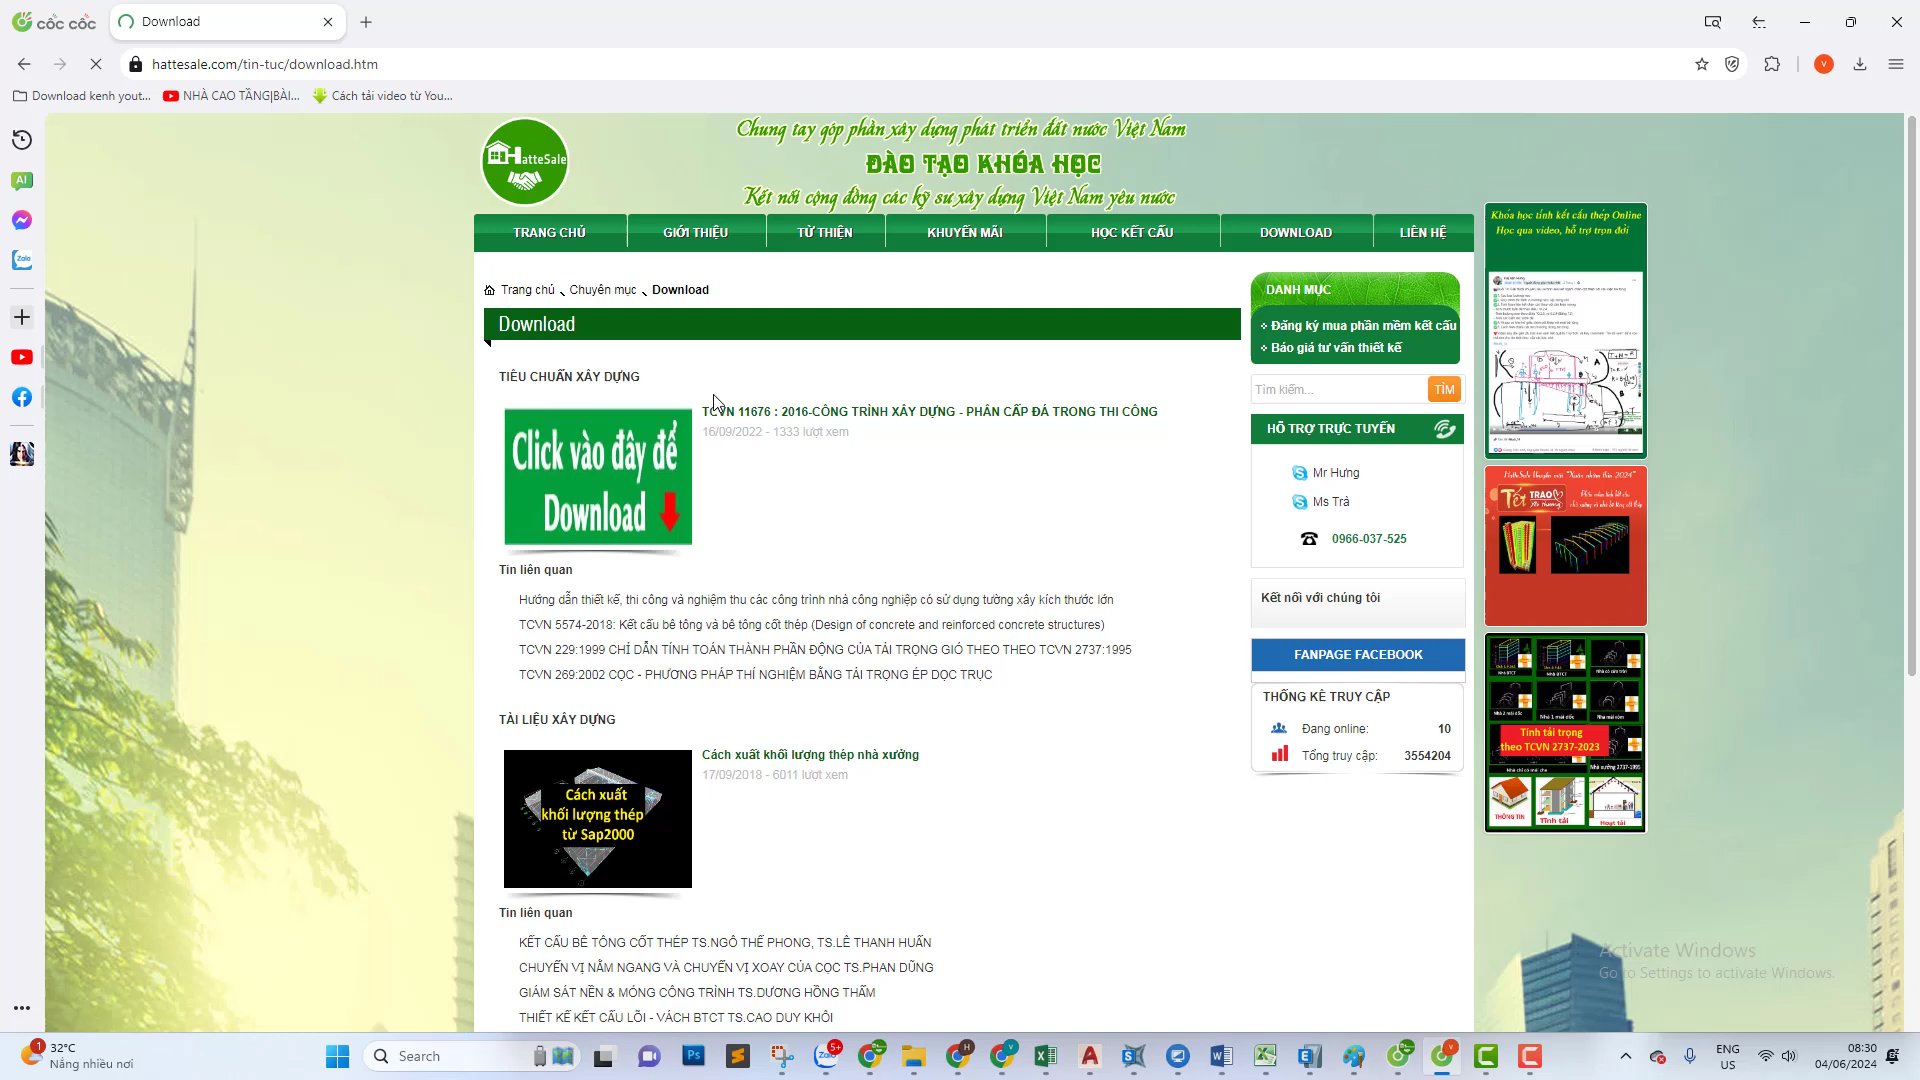 cốc cốc
Download
hattesale.com/tin-tuc/download.htm
Download kenh yout...
NHÀ CAO TẦNG|BÀI...
Cách tải video từ You...
Chung tay góp phần xây dựng phát triển đất nước Việt Nam
HatteSale
ĐÀO TẠO KHÓA HỌC
Kết nối cộng đồng các kỹ sư xây dựng Việt Nam yêu nước
TRANG CHỦ
GIỚI THIỆU
TỪ THIỆN
KHUYẾN MÃI
HỌC KẾT CẤU
DOWNLOAD
LIÊN HỆ
Khóa học tính kết cấu thép Online
Học qua video, hỗ trợ trọn đời
Trang chủ
Chuyên mục
Download
Download
DANH MỤC
Đăng ký mua phần mềm kết cấu
Báo giá tư vấn thiết kế
TIÊU CHUẨN XÂY DỰNG
Tìm kiếm...
TÌM
TCVN 11676 : 2016-CÔNG TRÌNH XÂY DỰNG - PHÂN CẤP ĐÁ TRONG THI CÔNG
16/09/2022 - 1333 lượt xem
Click vào đây để
Download
HỖ TRỢ TRỰC TUYẾN
Mr Hưng
Ms Trà
0966-037-525
HatteSale Khuyến mãi "Xuân nhâm thìn 2024"
Tết
TRAO
Tin liên quan
Hướng dẫn thiết kế, thi công và nghiệm thu các công trình nhà công nghiệp có sử dụng tường xây kích thước lớn
TCVN 5574-2018: Kết cấu bê tông và bê tông cốt thép (Design of concrete and reinforced concrete structures)
TCVN 229:1999 CHỈ DẪN TÍNH TOÁN THÀNH PHẦN ĐỘNG CỦA TẢI TRỌNG GIÓ THEO THEO TCVN 2737:1995
TCVN 269:2002 CỌC - PHƯƠNG PHÁP THÍ NGHIỆM BẰNG TẢI TRỌNG ÉP DỌC TRỤC
Kết nối với chúng tôi
FANPAGE FACEBOOK
THỐNG KÊ TRUY CẬP
Đang online: 10
Tổng truy cập: 3554204
Tính tải trọng
theo TCVN 2737-2023
THÔNG TIN
Tĩnh tải
Hoạt tải
TÀI LIỆU XÂY DỰNG
Cách xuất khối lượng thép nhà xưởng
17/09/2018 - 6011 lượt xem
Cách xuất
khối lượng thép
từ Sap2000
Tin liên quan
KẾT CẤU BÊ TÔNG CỐT THÉP TS.NGÔ THẾ PHONG, TS.LÊ THANH HUẤN
CHUYỂN VỊ NẰM NGANG VÀ CHUYỂN VỊ XOAY CỦA CỌC TS.PHAN DŨNG
GIÁM SÁT NỀN & MÓNG CÔNG TRÌNH TS.DƯƠNG HỒNG THẨM
THIẾT KẾ KẾT CẤU LÕI - VÁCH BTCT TS.CAO DUY KHÔI
Activate Windows
Go to Settings to activate Windows.
32°C
Nắng nhiều nơi
Search
ENG
US
08:30
04/06/2024